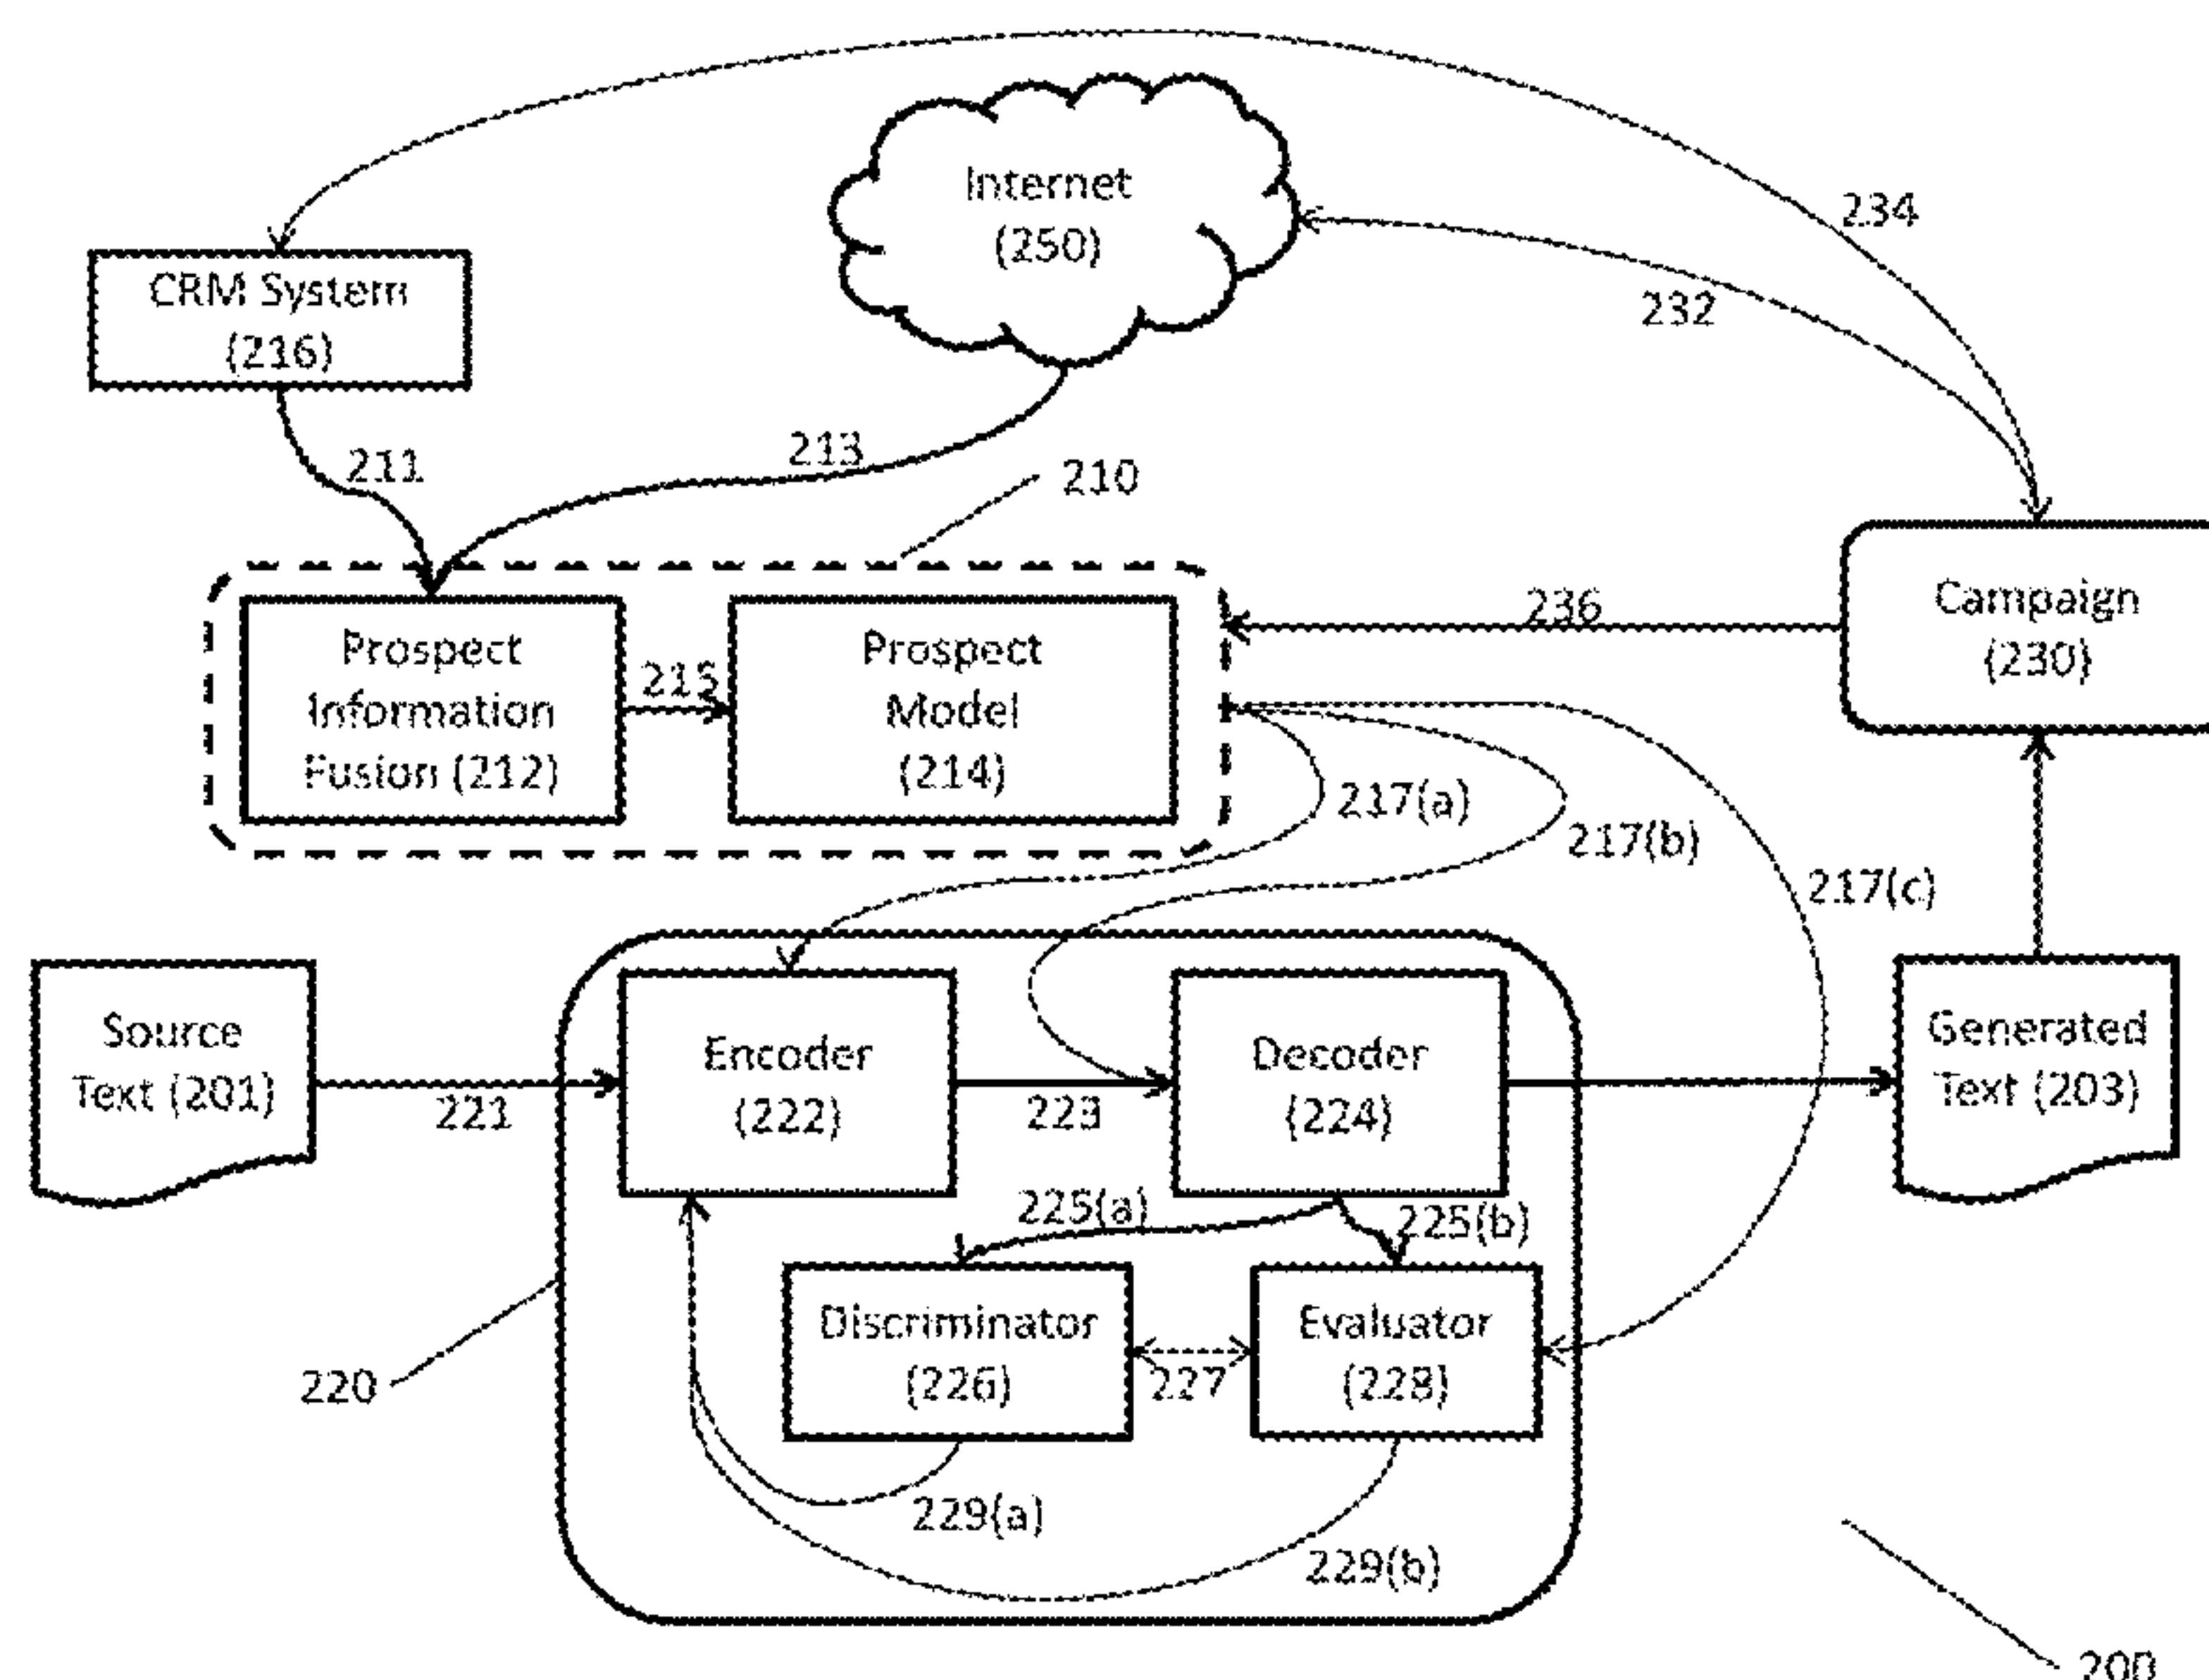 Internet
(250)
234
232
CRM System
(216)
211
213
210
Campaign
(230)
236
Prospect
Information
Fusion (212)
215
Prospect
Model
(214)
217(a)
217(b)
217(c)
Source
Text (201)
221
Encoder
(222)
223
Decoder
(224)
Generated
Text (203)
225(a)
225(b)
Discriminator
(226)
227
Evaluator
(228)
220
229(a)
229(b)
200